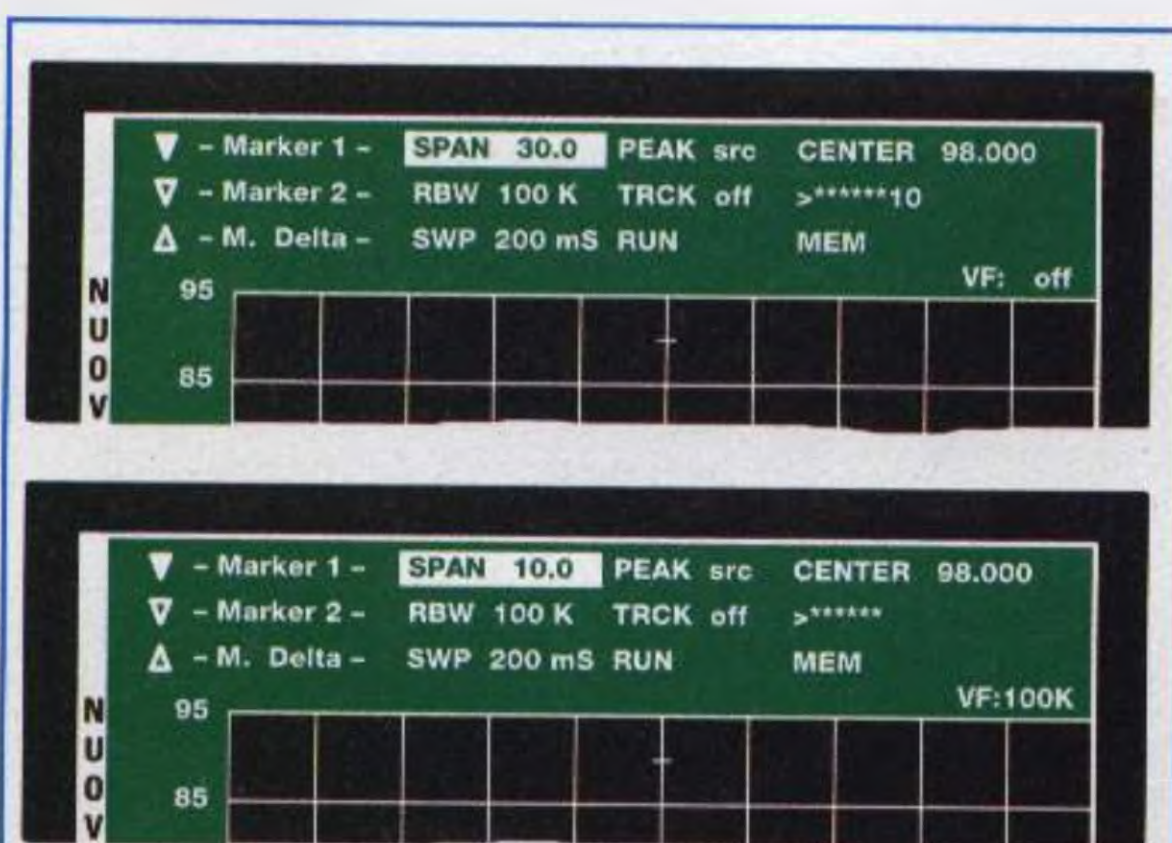 ▼ – Marker 1 – SPAN 30.0 PEAK src CENTER 98.000
∇ – Marker 2 – RBW 100 K TRCK off >******10
Δ – M. Delta – SWP 200 mS RUN MEM
VF: off
95
85
NUOV
▼ – Marker 1 – SPAN 10.0 PEAK src CENTER 98.000
∇ – Marker 2 – RBW 100 K TRCK off >******
Δ – M. Delta – SWP 200 mS RUN MEM
VF:100K
95
85
NUOV